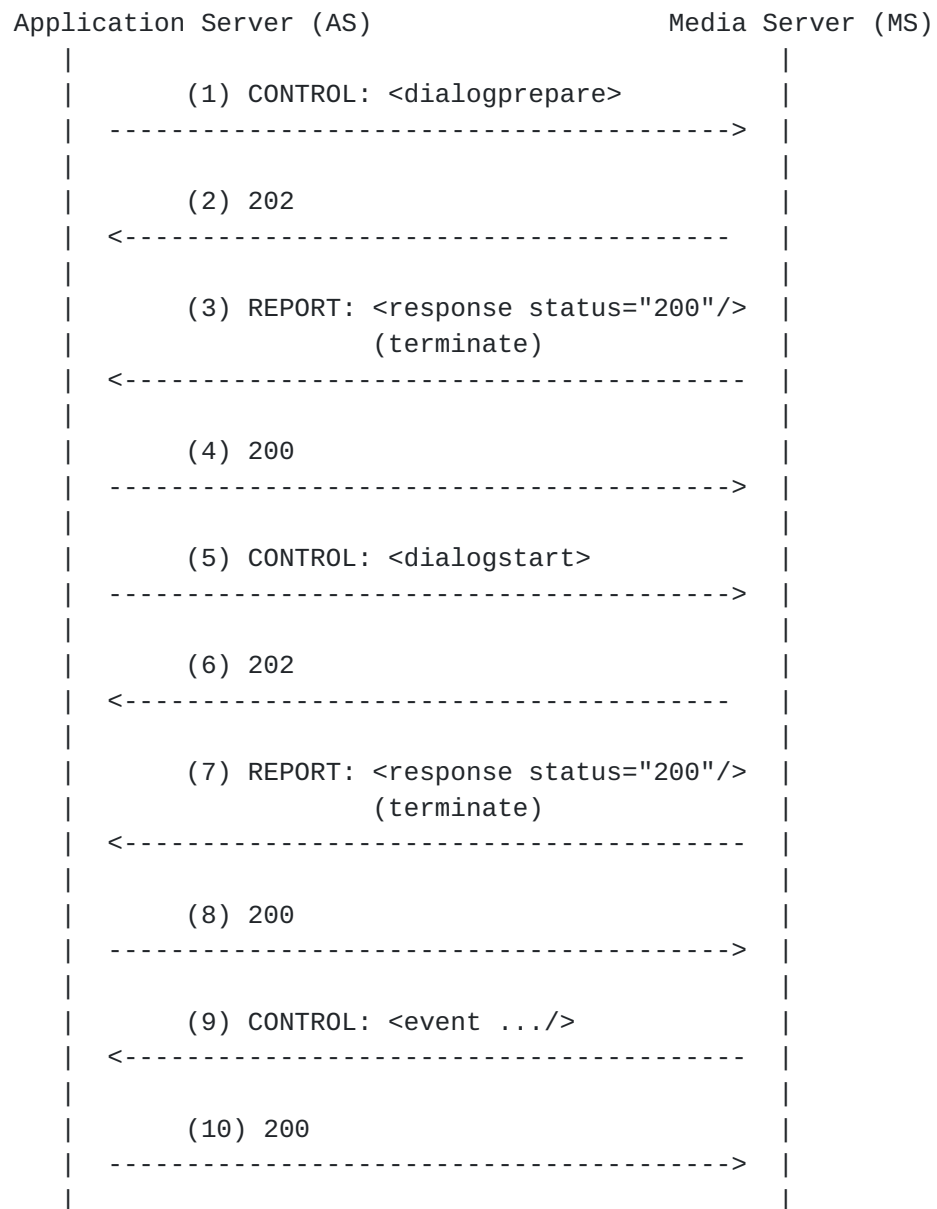 Application Server (AS)                   Media Server (MS)
   |                                             |
   |       (1) CONTROL: <dialogprepare>          |
   |  ---------------------------------------->  |
   |                                             |
   |       (2) 202                               |
   |  <---------------------------------------   |
   |                                             |
   |       (3) REPORT: <response status="200"/>  |
   |                   (terminate)               |
   |  <----------------------------------------  |
   |                                             |
   |       (4) 200                               |
   |  ---------------------------------------->  |
   |                                             |
   |       (5) CONTROL: <dialogstart>            |
   |  ---------------------------------------->  |
   |                                             |
   |       (6) 202                               |
   |  <---------------------------------------   |
   |                                             |
   |       (7) REPORT: <response status="200"/>  |
   |                   (terminate)               |
   |  <----------------------------------------  |
   |                                             |
   |       (8) 200                               |
   |  ---------------------------------------->  |
   |                                             |
   |       (9) CONTROL: <event .../>             |
   |  <----------------------------------------  |
   |                                             |
   |       (10) 200                              |
   |  ---------------------------------------->  |
   |                                             |